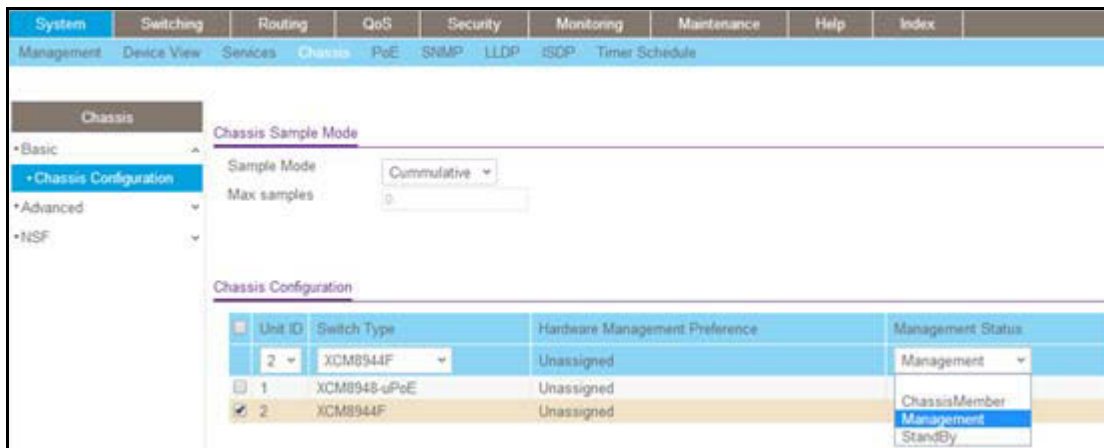 System Switching Routing QoS Security Monitoring Maintenance Help Index
Management Device View Services Chassis PoE SNMP LLDP ISDP Timer Schedule
Chassis
Basic
Chassis Configuration
Advanced
NSF
Chassis Sample Mode
Sample Mode Cummulative
Max samples 0
Chassis Configuration
Unit ID Switch Type Hardware Management Preference Management Status
2 XCM8944F Unassigned Management
1 XCM8948-uPoE Unassigned
2 XCM8944F Unassigned
ChassisMember
Management
StandBy